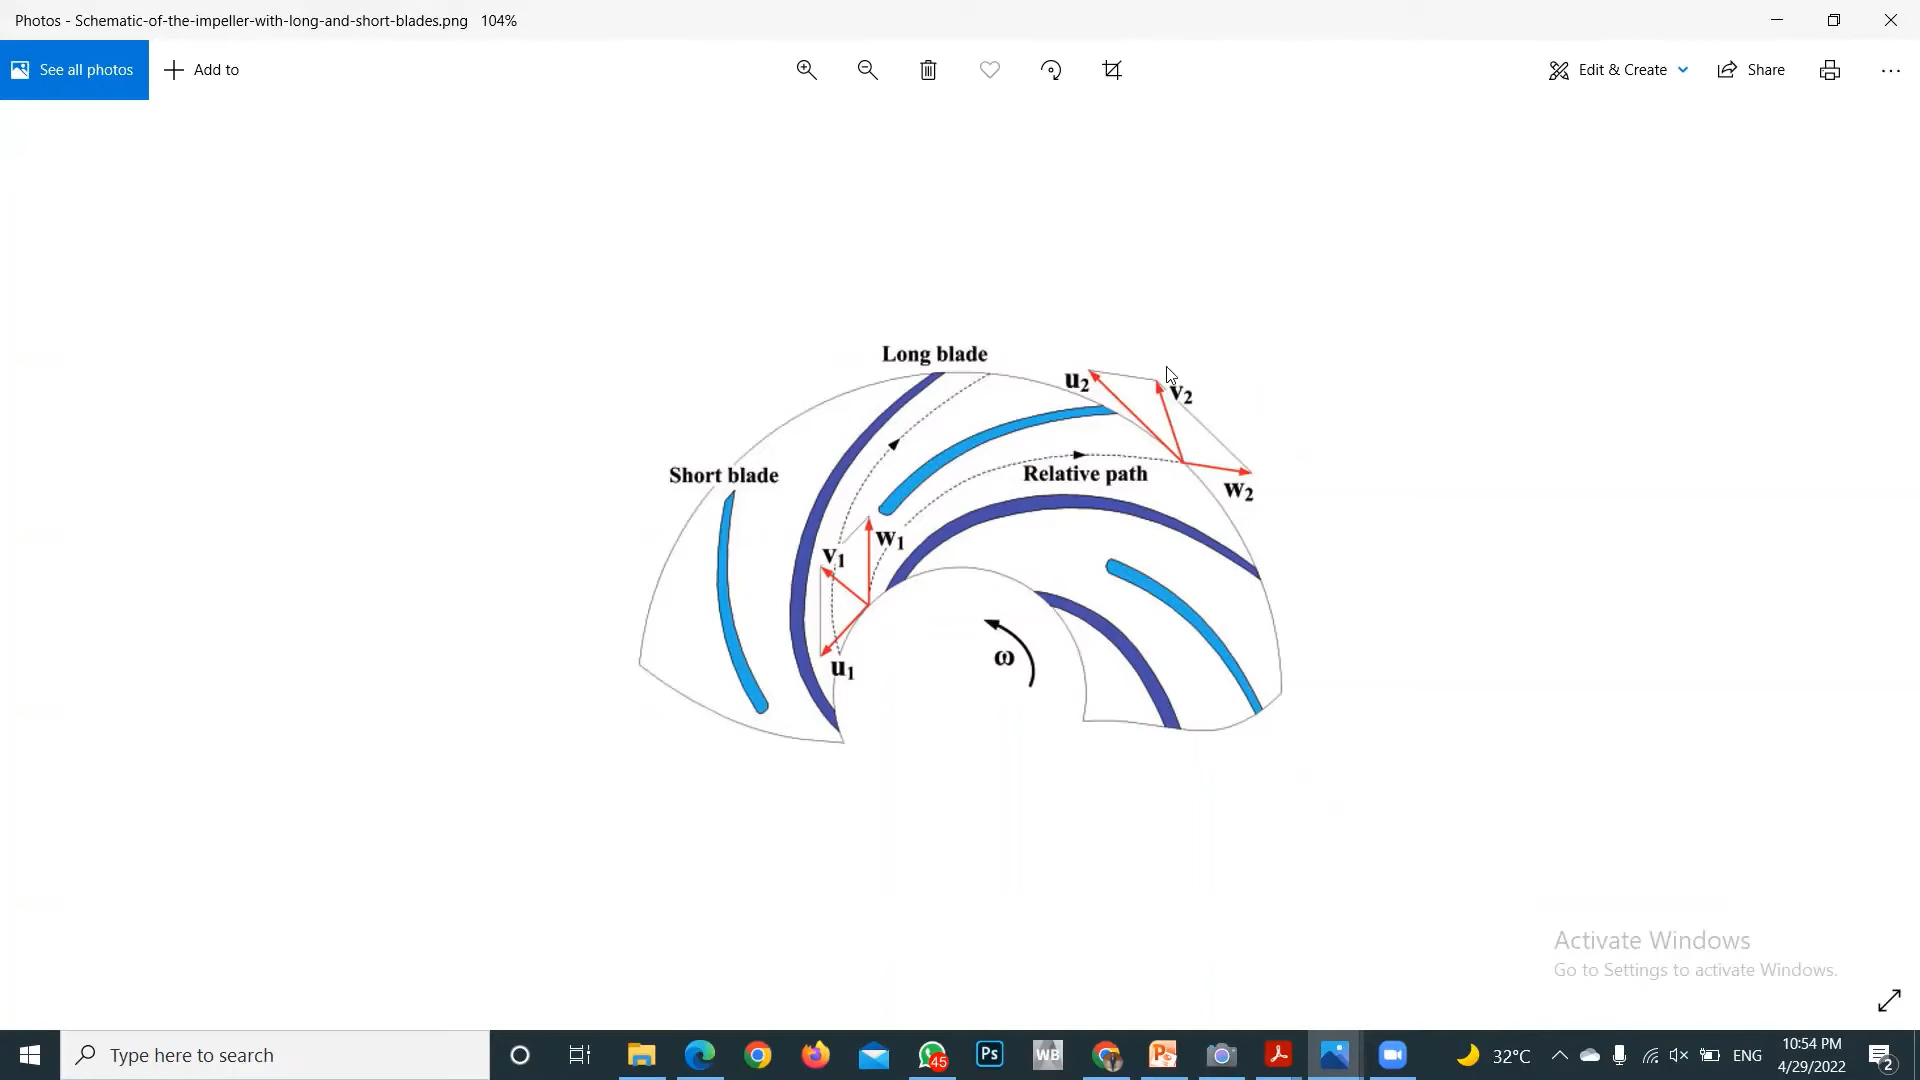 Photos - Schematic-of-the-impeller-with-long-and-short-blades.png 104%
See all photos
Add to
Edit & Create
Share
Long blade
u2
v2
Short blade
Relative path
w2
w1
v1
ω
u1
Activate Windows
Go to Settings to activate Windows.
Type here to search
45
Ps
WB
32°C
ENG
10:54 PM
4/29/2022
2